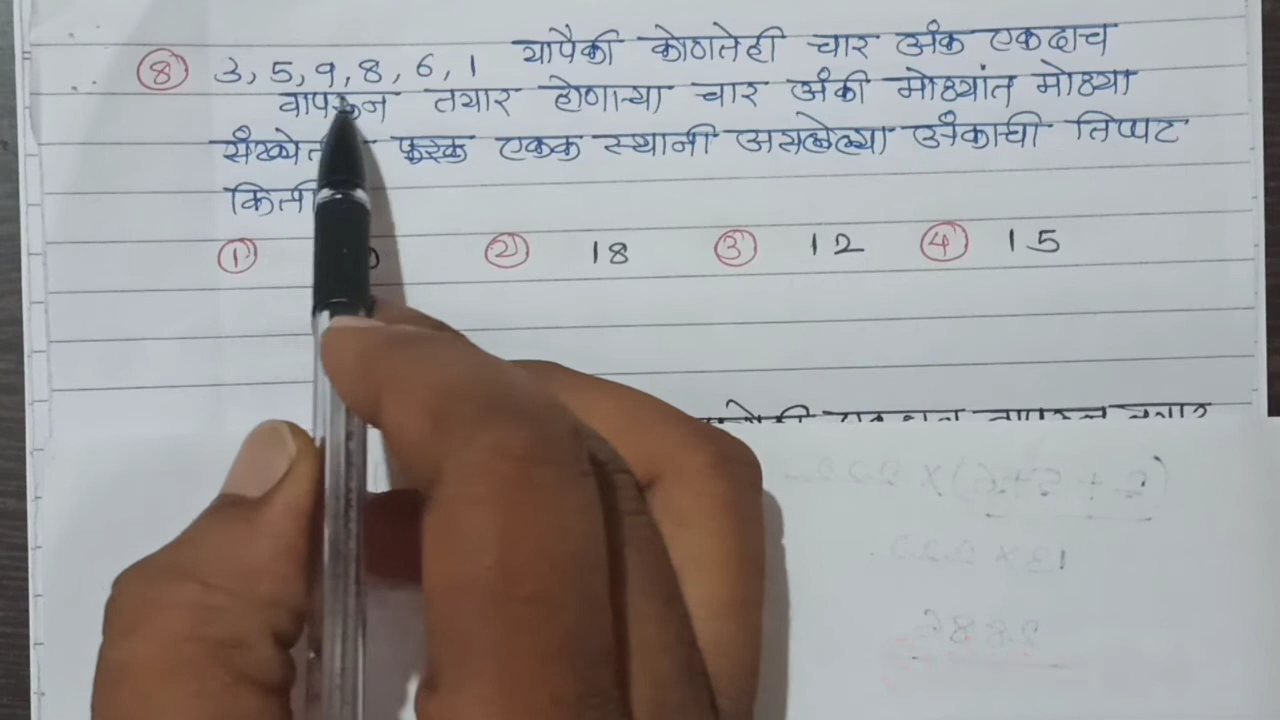 ⑧ 3, 5, 9, 8, 6, 1 यापैकी कोणतेही चार अंक एकदाच
वापरून तयार होणाऱ्या चार अंकी मोठ्यांत मोठ्या
एकक स्थानी असलेल्या अंकाची तिप्पट
① ② 18 ③ 12 ④ 15